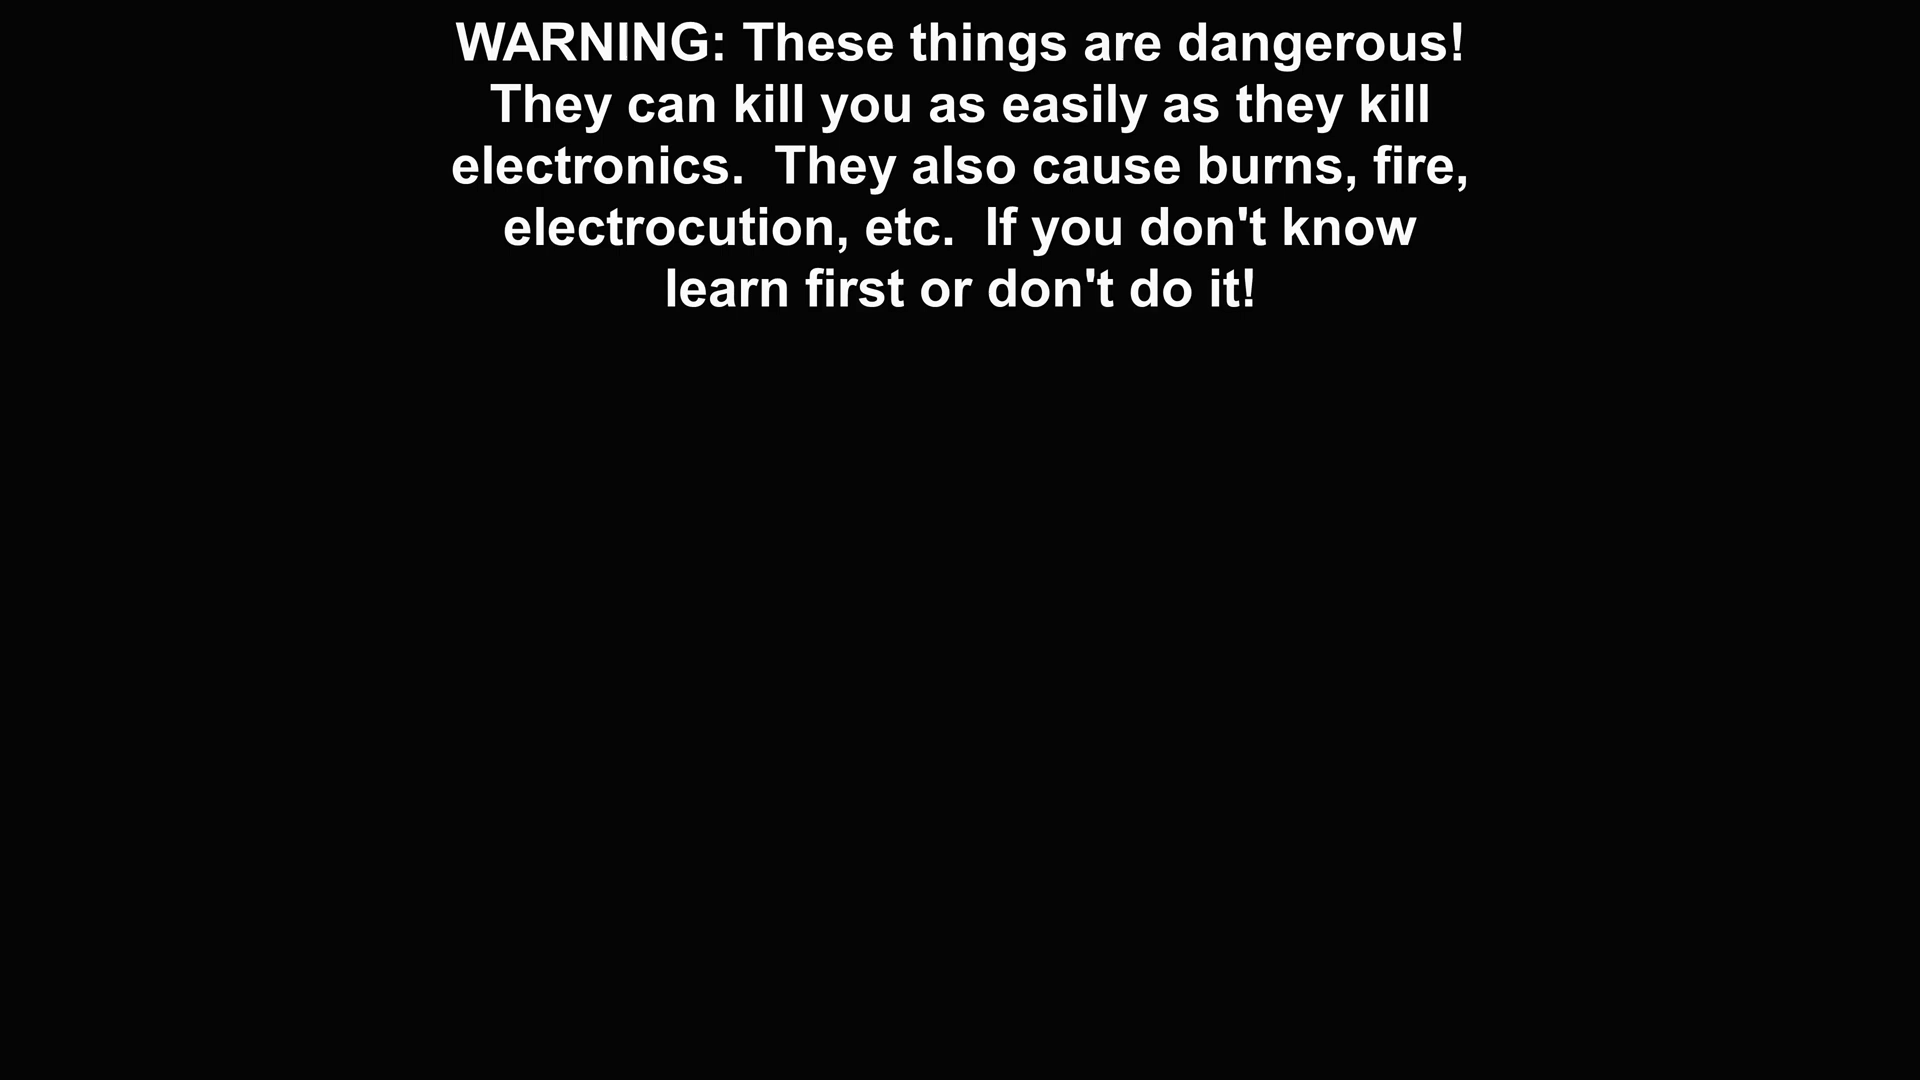 WARNING: These things are dangerous!
They can kill you as easily as they kill
electronics.  They also cause burns, fire,
electrocution, etc.  If you don't know
learn first or don't do it!